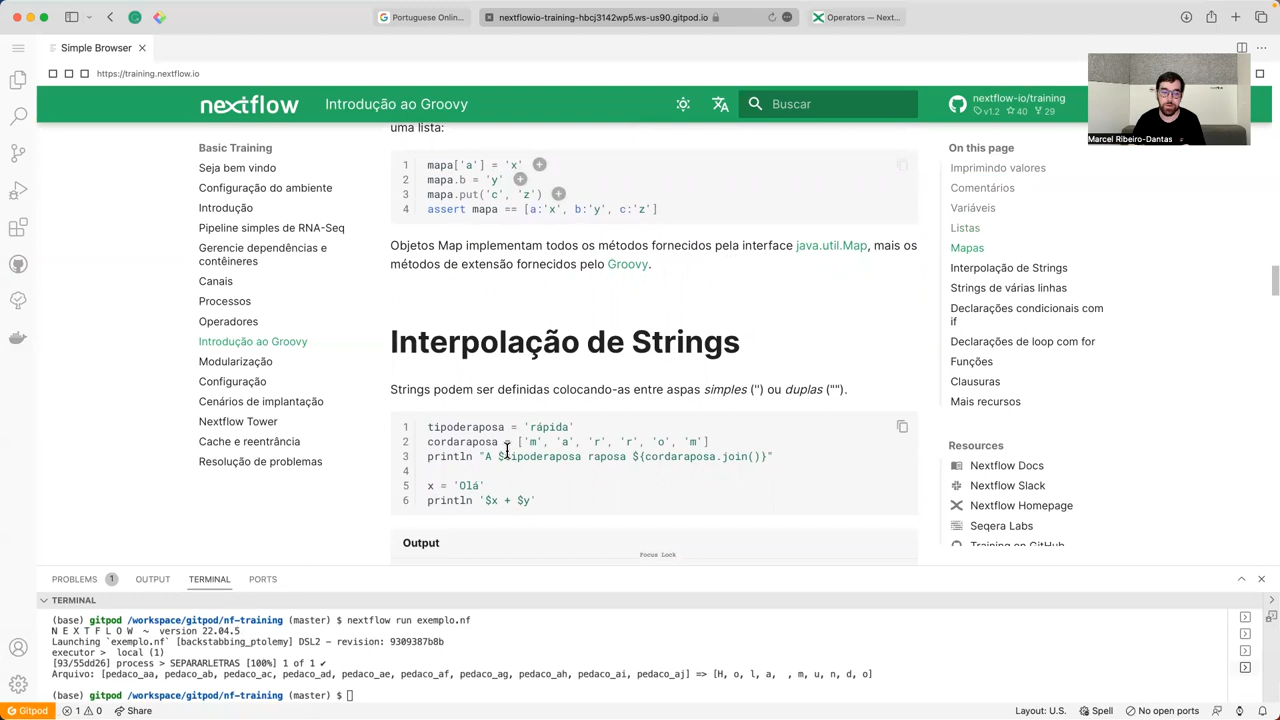 Portuguese Onlin...
nextflowio-training-hbcj3142wp5.ws-us90.gitpod.io
Operators — Next...
Simple Browser
https://training.nextflow.io
nextflow
Introdução ao Groovy
Buscar
nextflow-io/training
v1.2 40 29
Marcel Ribeiro-Dantas
Basic Training
Seja bem vindo
Configuração do ambiente
Introdução
Pipeline simples de RNA-Seq
Gerencie dependências e
contêineres
Canais
Processos
Operadores
Introdução ao Groovy
Modularização
Configuração
Cenários de implantação
Nextflow Tower
Cache e reentrância
Resolução de problemas
uma lista:
1 mapa['a'] = 'x'
2 mapa.b = 'y'
3 mapa.put('c', 'z')
4 assert mapa == [a:'x', b:'y', c:'z']
Objetos Map implementam todos os métodos fornecidos pela interface java.util.Map, mais os
métodos de extensão fornecidos pelo Groovy.
Interpolação de Strings
Strings podem ser definidas colocando-as entre aspas simples ('') ou duplas ("").
1 tipoderaposa = 'rápida'
2 cordaraposa = ['m', 'a', 'r', 'r', 'o', 'm']
3 println "A $tipoderaposa raposa ${cordaraposa.join()}"
4
5 x = 'Olá'
6 println '$x + $y'
Output
Focus Lock
On this page
Imprimindo valores
Comentários
Variáveis
Listas
Mapas
Interpolação de Strings
Strings de várias linhas
Declarações condicionais com
if
Declarações de loop com for
Funções
Clausuras
Mais recursos
Resources
Nextflow Docs
Nextflow Slack
Nextflow Homepage
Seqera Labs
Training on GitHub
PROBLEMS 1 OUTPUT TERMINAL PORTS
TERMINAL
(base) gitpod /workspace/gitpod/nf-training (master) $ nextflow run exemplo.nf
N E X T F L O W ~ version 22.04.5
Launching `exemplo.nf` [backstabbing_ptolemy] DSL2 - revision: 9309387b8b
executor > local (1)
[93/55dd26] process > SEPARARLETRAS [100%] 1 of 1 ✔
Arquivo: [pedaco_aa, pedaco_ab, pedaco_ac, pedaco_ad, pedaco_ae, pedaco_af, pedaco_ag, pedaco_ah, pedaco_ai, pedaco_aj] => [H, o, l, a, , m, u, n, d, o]
(base) gitpod /workspace/gitpod/nf-training (master) $
Gitpod 1 0 Share
Layout: U.S. Spell No open ports